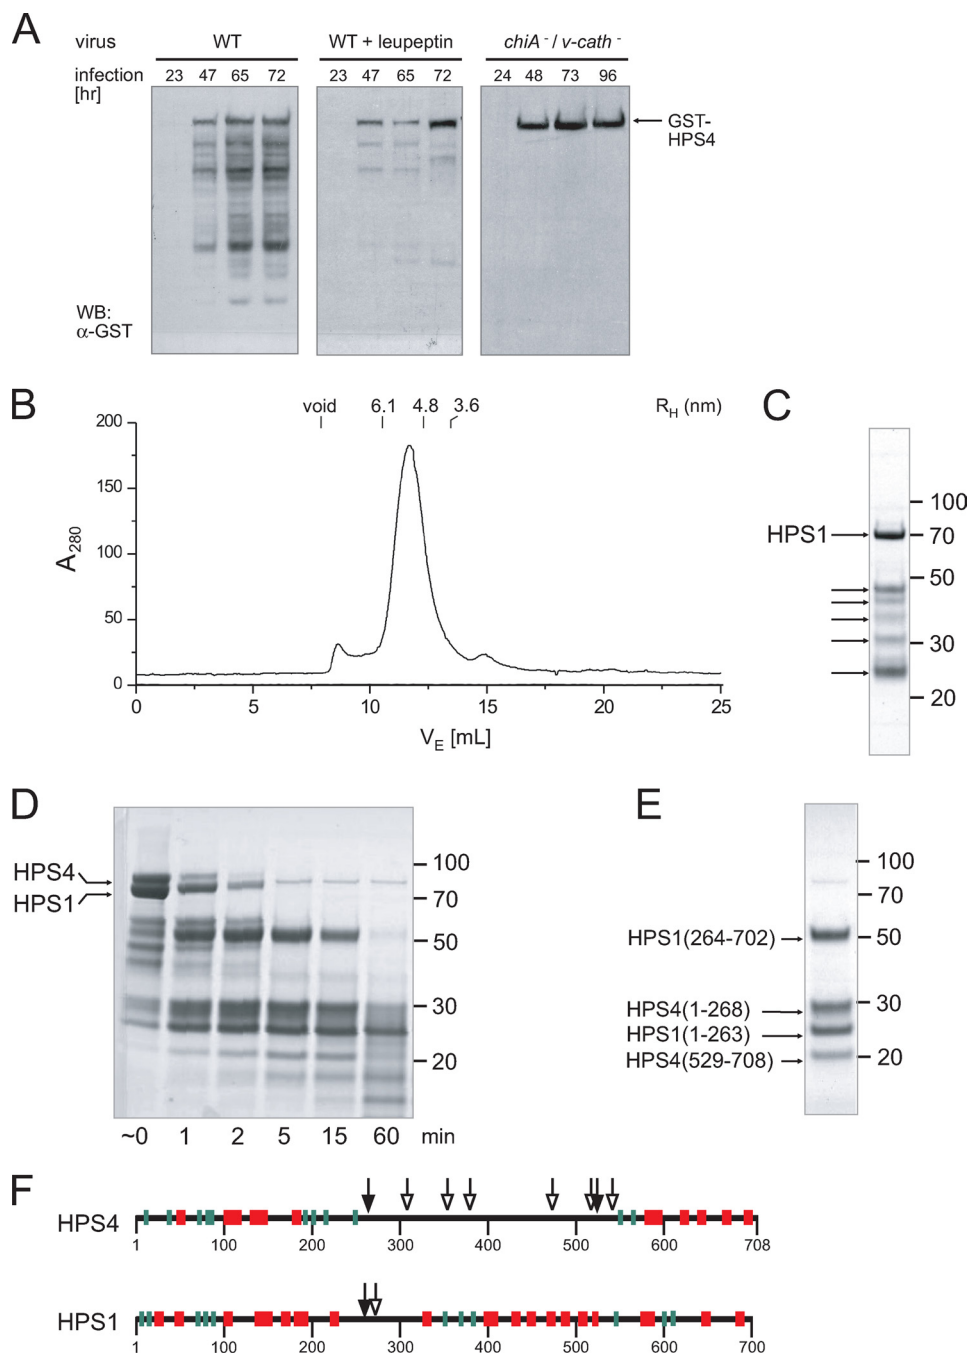 A
virus WT WT + leupeptin chiA - / v-cath -
infection 23 47 65 72 23 47 65 72 24 48 73 96
[hr]
GST-
HPS4
WB:
α-GST
B
void 6.1 4.8 3.6 RH (nm)
200
150
100
50
0
A280
0 5 10 15 20 25
VE [mL]
C
100
HPS1 70
50
30
20
D
HPS4 100
HPS1 70
50
30
20
~0 1 2 5 15 60 min
E
100
70
HPS1(264-702) 50
HPS4(1-268) 30
HPS1(1-263)
HPS4(529-708) 20
F
HPS4
1 100 200 300 400 500 600 708
HPS1
1 100 200 300 400 500 600 700